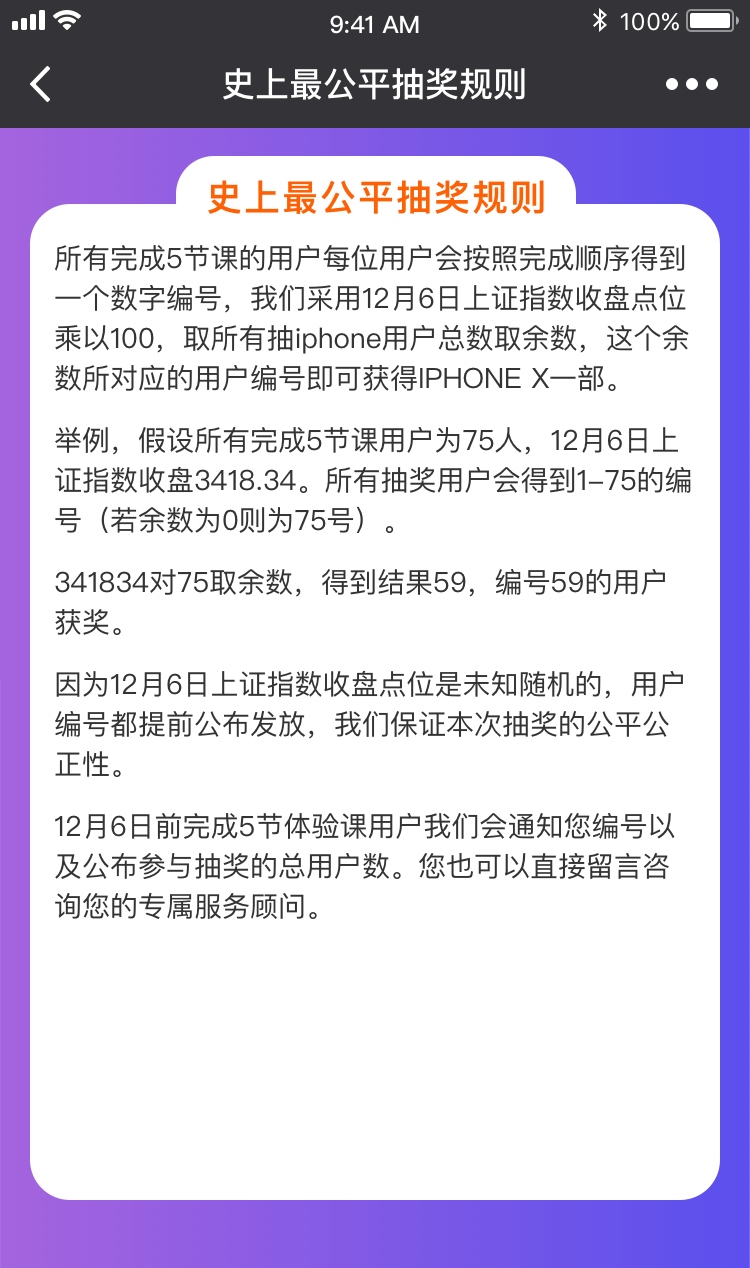 9:41 AM
100%
史上最公平抽奖规则
史上最公平抽奖规则
所有完成5节课的用户每位用户会按照完成顺序得到
一个数字编号，我们采用12月6日上证指数收盘点位
乘以100，取所有抽iphone用户总数取余数，这个余
数所对应的用户编号即可获得IPHONE X一部。
举例，假设所有完成5节课用户为75人，12月6日上
证指数收盘3418.34。所有抽奖用户会得到1-75的编
号（若余数为0则为75号）。
341834对75取余数，得到结果59，编号59的用户
获奖。
因为12月6日上证指数收盘点位是未知随机的，用户
编号都提前公布发放，我们保证本次抽奖的公平公
正性。
12月6日前完成5节体验课用户我们会通知您编号以
及公布参与抽奖的总用户数。您也可以直接留言咨
询您的专属服务顾问。